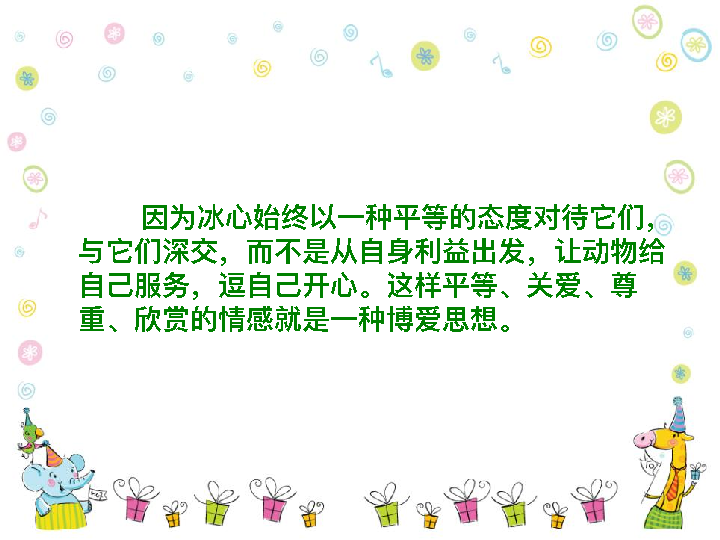 因为冰心始终以一种平等的态度对待它们，
与它们深交，而不是从自身利益出发，让动物给
自己服务，逗自己开心。这样平等、关爱、尊
重、欣赏的情感就是一种博爱思想。